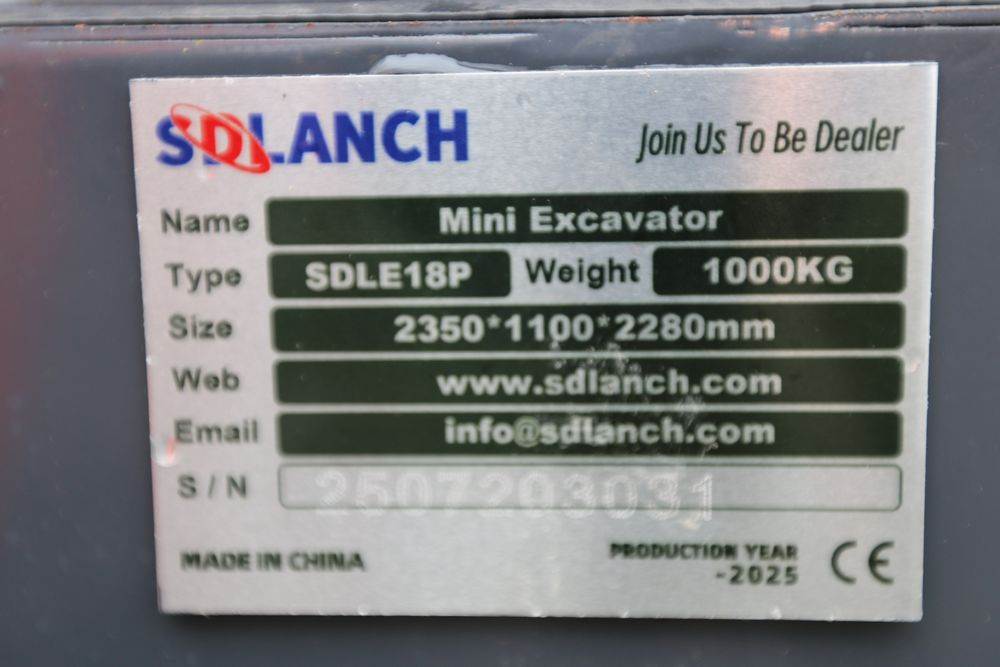 SDLANCH
Join Us To Be Dealer
Name Mini Excavator
Type SDLE18P Weight 1000KG
Size 2350*1100*2280mm
Web www.sdlanch.com
Email info@sdlanch.com
S / N 2507203031
MADE IN CHINA
PRODUCTION YEAR
-2025
CE